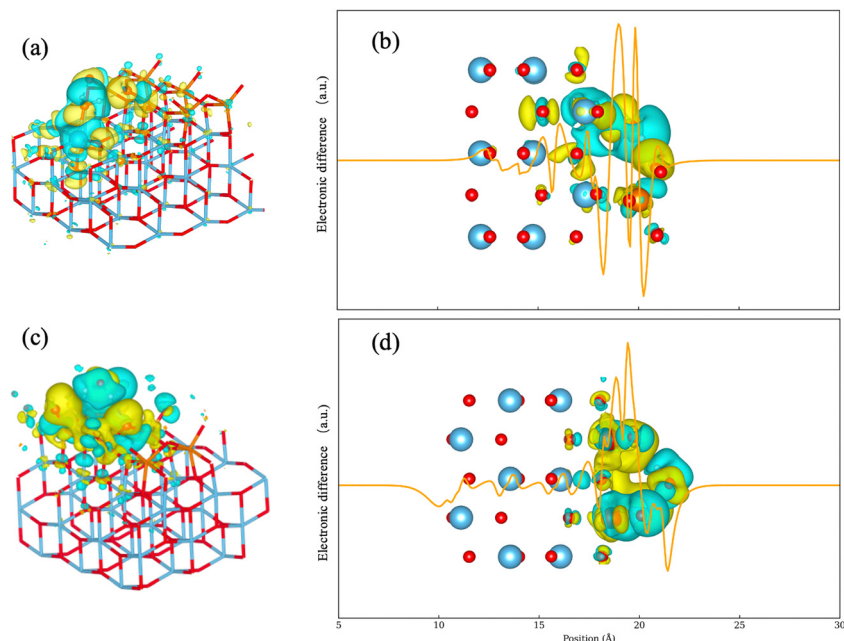 (a)
(b)
Electronic difference (a.u.)
(c)
(d)
Electronic difference (a.u.)
5 10 15 20 25 30
Position (Å)